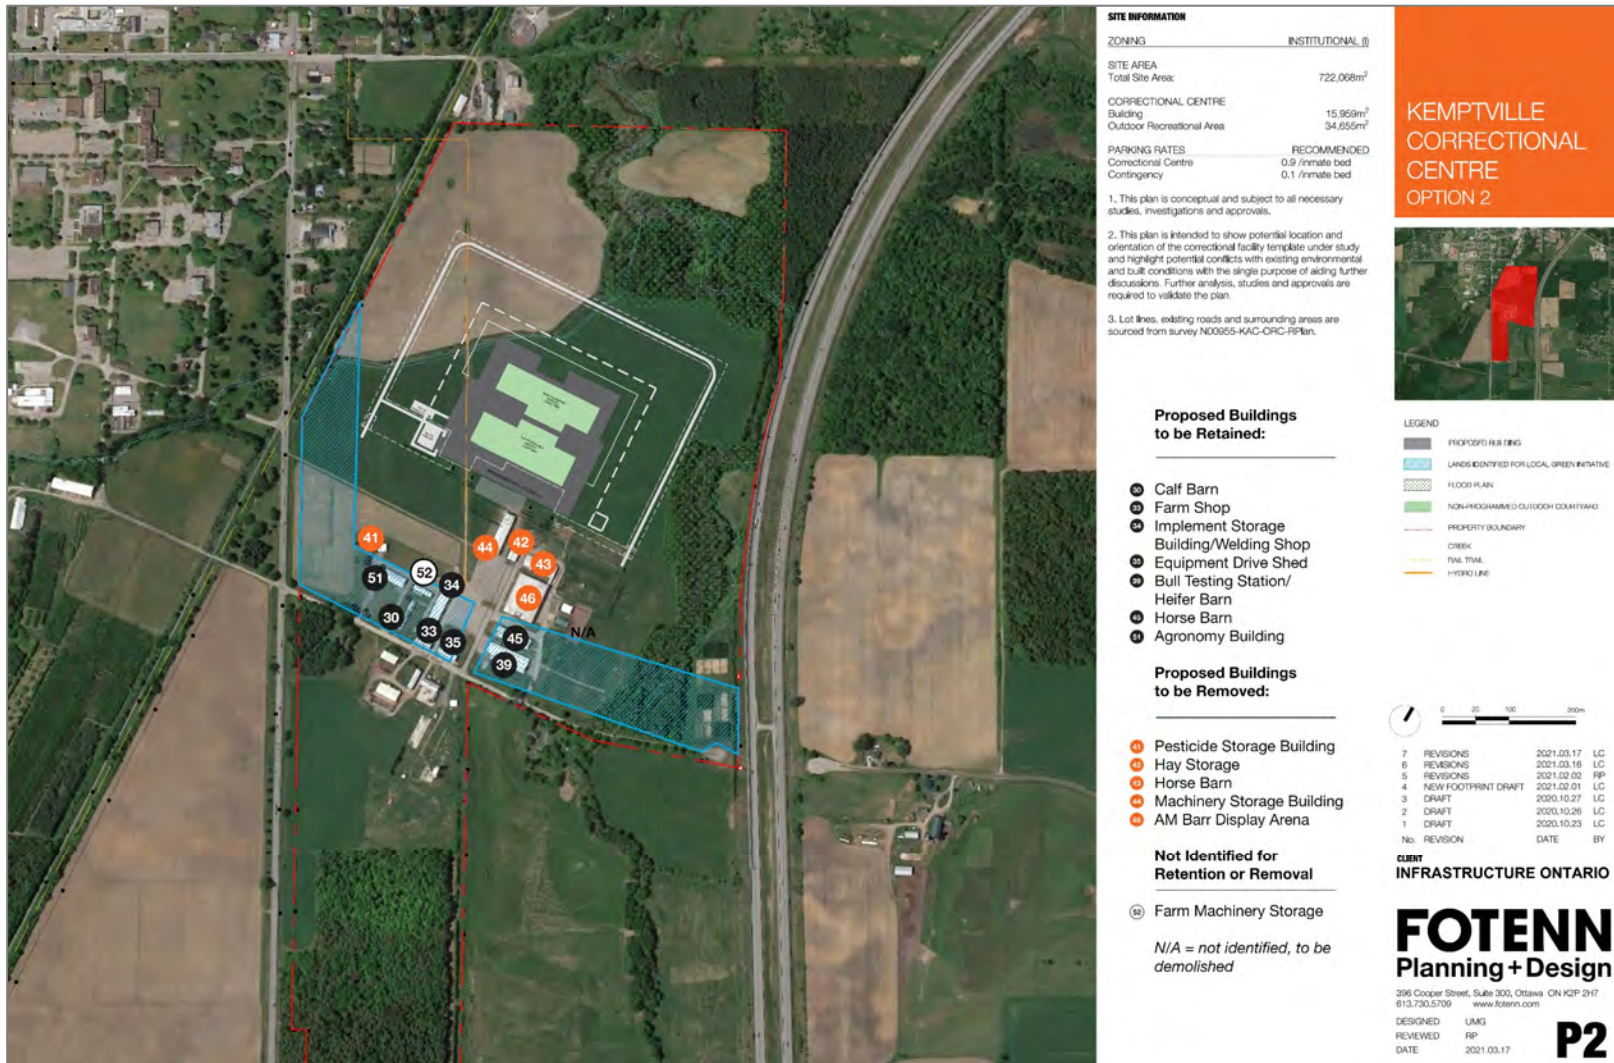 SITE INFORMATION
ZONING INSTITUTIONAL (I)
SITE AREA
Total Site Area: 722,068m²
CORRECTIONAL CENTRE
Building 15,959m²
Outdoor Recreational Area 34,655m²
PARKING RATES RECOMMENDED
Correctional Centre 0.9 /inmate bed
Contingency 0.1 /inmate bed
1. This plan is conceptual and subject to all necessary
studies, investigations and approvals.
2. This plan is intended to show potential location and
orientation of the correctional facility template under study
and highlight potential conflicts with existing environmental
and built conditions with the single purpose of aiding further
discussions. Further analysis, studies and approvals are
required to validate the plan.
3. Lot lines, existing roads and surrounding areas are
sourced from survey N00955-KAC-ORC-RPlan.
Proposed Buildings
to be Retained:
30 Calf Barn
33 Farm Shop
34 Implement Storage
Building/Welding Shop
35 Equipment Drive Shed
39 Bull Testing Station/
Heifer Barn
45 Horse Barn
51 Agronomy Building
Proposed Buildings
to be Removed:
41 Pesticide Storage Building
42 Hay Storage
43 Horse Barn
44 Machinery Storage Building
46 AM Barr Display Arena
Not Identified for
Retention or Removal
52 Farm Machinery Storage
N/A = not identified, to be
demolished
KEMPTVILLE
CORRECTIONAL
CENTRE
OPTION 2
LEGEND
PROPOSED BUILDING
LANDS IDENTIFIED FOR LOCAL GREEN INITIATIVE
FLOOD PLAIN
NON-PROGRAMMED OUTDOOR COURTYARD
PROPERTY BOUNDARY
CREEK
RAIL TRAIL
HYDRO LINE
0 20 100 200m
7 REVISIONS 2021.03.17 LC
6 REVISIONS 2021.03.16 LC
5 REVISIONS 2021.02.02 RP
4 NEW FOOTPRINT DRAFT 2021.02.01 LC
3 DRAFT 2020.10.27 LC
2 DRAFT 2020.10.26 LC
1 DRAFT 2020.10.23 LC
No. REVISION DATE BY
CLIENT
INFRASTRUCTURE ONTARIO
FOTENN
Planning + Design
396 Cooper Street, Suite 300, Ottawa ON K2P 2H7
613.730.5709 www.fotenn.com
DESIGNED UMG
REVIEWED RP
DATE 2021.03.17
P2
41
44
42
43
51
52
34
46
30
33
35
45
39
N/A